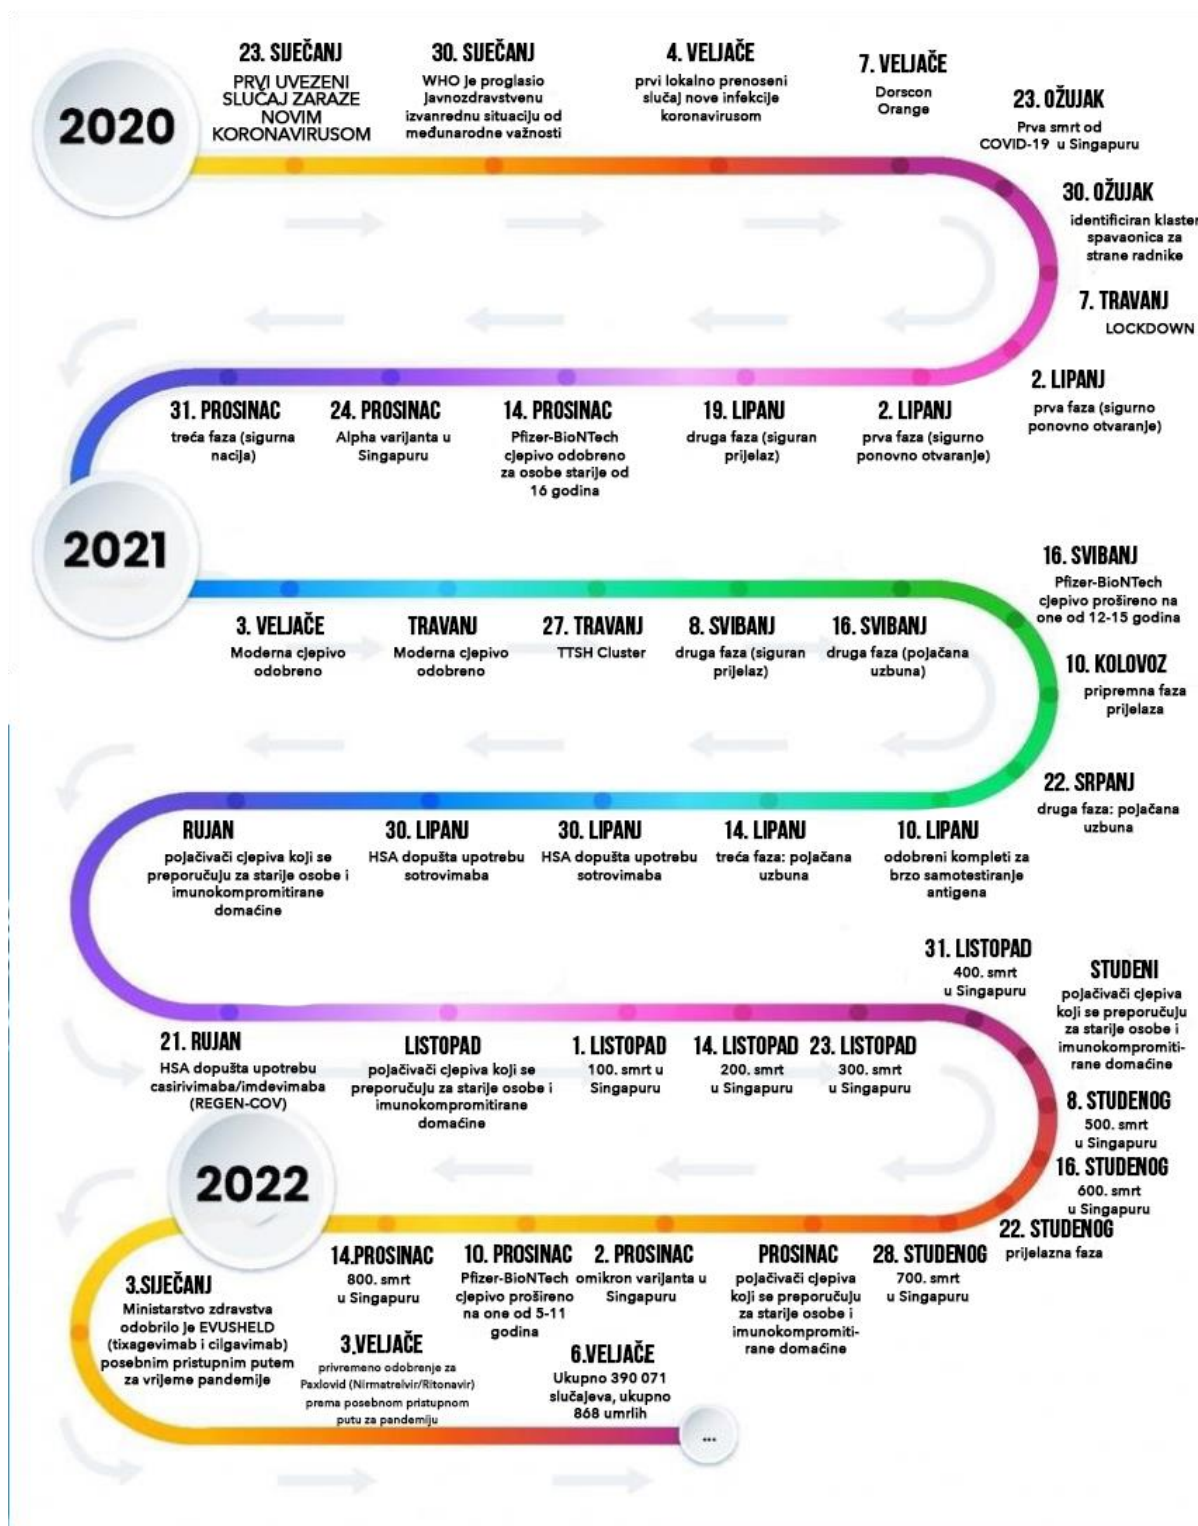 2020
23. SIJEČANJ
PRVI UVEZENI
SLUČAJ ZARAZE
NOVIM
KORONAVIRUSOM
30. SIJEČANJ
WHO je proglasio
javnozdravstvenu
izvanrednu situaciju od
međunarodne važnosti
4. VELJAČE
prvi lokalno prenoseni
slučaj nove infekcije
koronavirusom
7. VELJAČE
Dorscon
Orange
23. OŽUJAK
Prva smrt od
COVID-19 u Singapuru
30. OŽUJAK
identificiran klaster
spavaonica za
strane radnike
7. TRAVANJ
LOCKDOWN
2. LIPANJ
prva faza (sigurno
ponovno otvaranje)
2. LIPANJ
prva faza (sigurno
ponovno otvaranje)
19. LIPANJ
druga faza (siguran
prijelaz)
14. PROSINAC
Pfizer-BioNTech
cjepivo odobreno
za osobe starije od
16 godina
24. PROSINAC
Alpha varijanta u
Singapuru
31. PROSINAC
treća faza (sigurna
nacija)
2021
3. VELJAČE
Moderna cjepivo
odobreno
TRAVANJ
Moderna cjepivo
odobreno
27. TRAVANJ
TTSH Cluster
8. SVIBANJ
druga faza (siguran
prijelaz)
16. SVIBANJ
druga faza (pojačana
uzbuna)
16. SVIBANJ
Pfizer-BioNTech
cjepivo prošireno na
one od 12-15 godina
10. KOLOVOZ
pripremna faza
prijelaza
22. SRPANJ
druga faza: pojačana
uzbuna
10. LIPANJ
odobreni kompleti za
brzo samotestiranje
antigena
14. LIPANJ
treća faza: pojačana
uzbuna
30. LIPANJ
HSA dopušta upotrebu
sotrovimaba
30. LIPANJ
HSA dopušta upotrebu
sotrovimaba
RUJAN
pojačivači cjepiva koji se
preporučuju za starije osobe i
imunokompromitirane
domaćine
21. RUJAN
HSA dopušta upotrebu
casirivimaba/imdevimaba
(REGEN-COV)
LISTOPAD
pojačivači cjepiva koji se
preporučuju za starije osobe i
imunokompromitirane
domaćine
1. LISTOPAD
100. smrt u
Singapuru
14. LISTOPAD
200. smrt
u Singapuru
23. LISTOPAD
300. smrt
u Singapuru
31. LISTOPAD
400. smrt
u Singapuru
STUDENI
pojačivači cjepiva
koji se preporučuju
za starije osobe i
imunokompromiti-
rane domaćine
8. STUDENOG
500. smrt
u Singapuru
16. STUDENOG
600. smrt
u Singapuru
22. STUDENOG
prijelazna faza
28. STUDENOG
700. smrt
u Singapuru
PROSINAC
pojačivači cjepiva
koji se preporučuju
za starije osobe i
imunokompromiti-
rane domaćine
2. PROSINAC
omikron varijanta u
Singapuru
10. PROSINAC
Pfizer-BioNTech
cjepivo prošireno
na one od 5-11
godina
14.PROSINAC
800. smrt
u Singapuru
2022
3.SIJEČANJ
Ministarstvo zdravstva
odobrilo je EVUSHELD
(tixagevimab i cilgavimab)
posebnim pristupnim putem
za vrijeme pandemije
3.VELJAČE
privremeno odobrenje za
Paxlovid (Nirmatrelvir/Ritonavir)
prema posebnom pristupnom
putu za pandemiju
6.VELJAČE
Ukupno 390 071
slučajeva, ukupno
868 umrlih
...